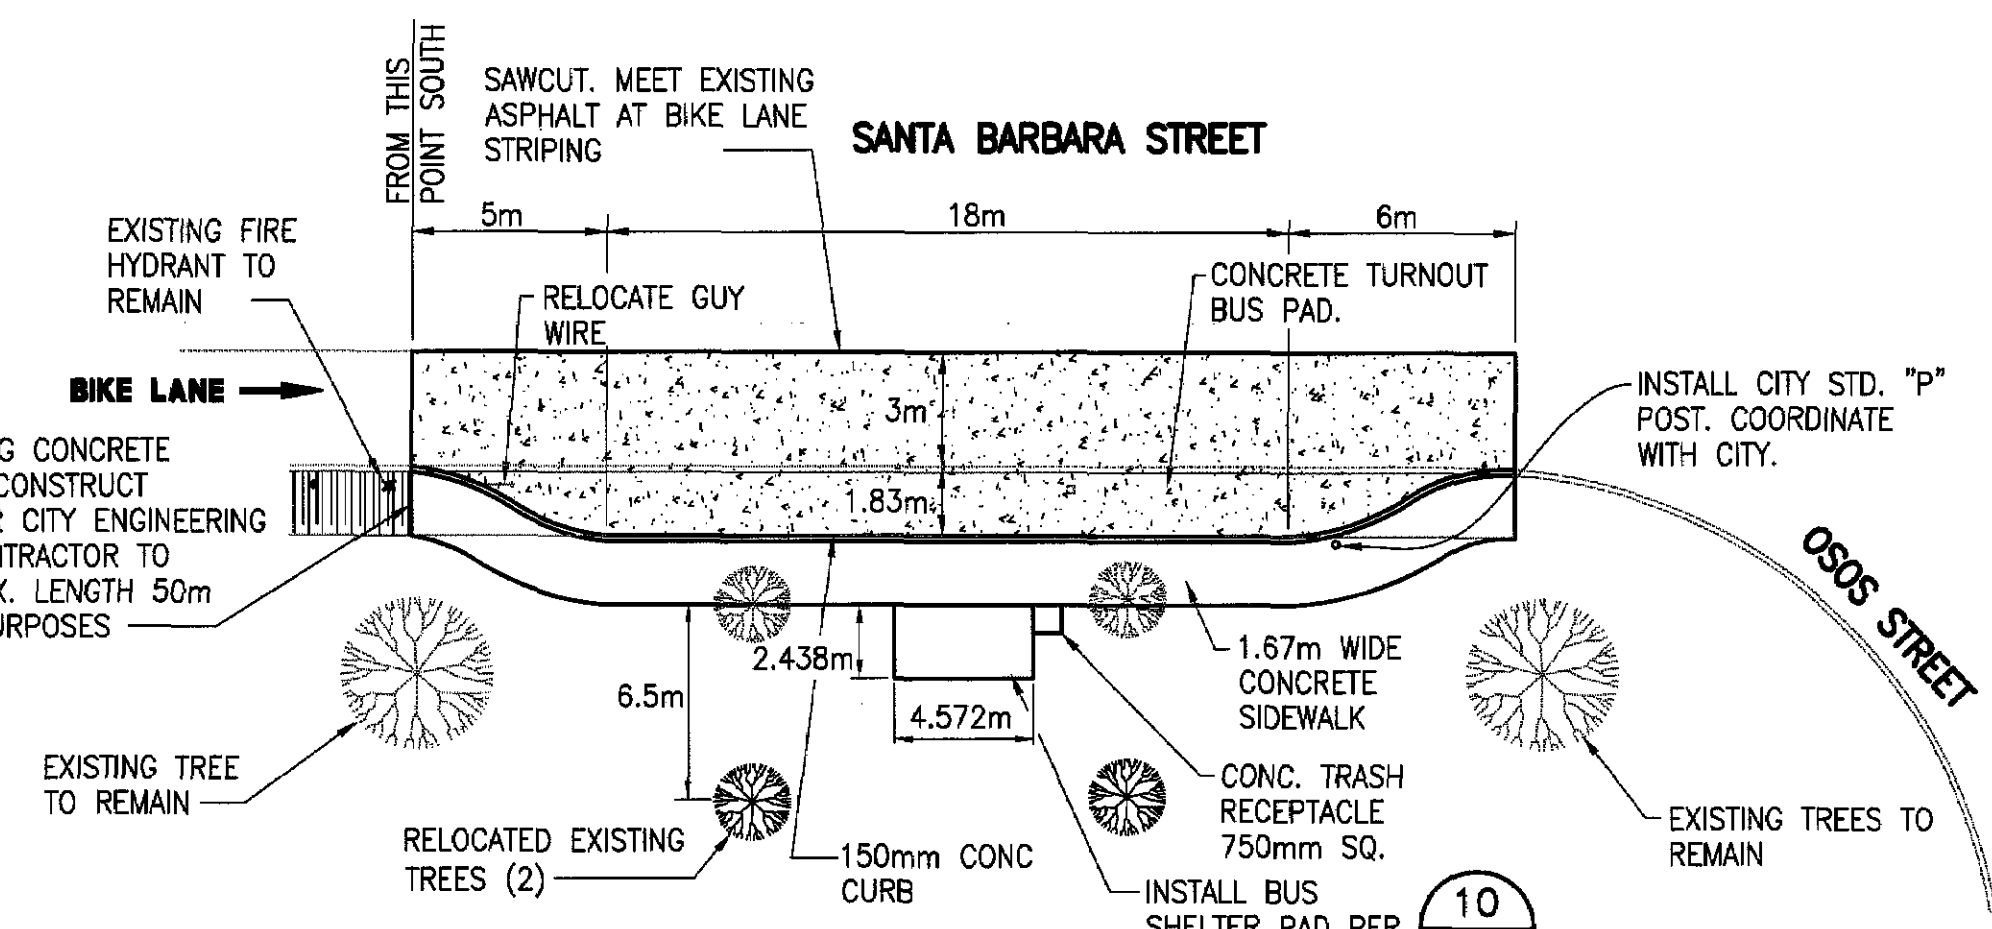 FROM THIS
POINT SOUTH
SAWCUT. MEET EXISTING
ASPHALT AT BIKE LANE
STRIPING
SANTA BARBARA STREET
5m
18m
6m
EXISTING FIRE
HYDRANT TO
REMAIN
RELOCATE GUY
WIRE
CONCRETE TURNOUT
BUS PAD.
BIKE LANE
3m
1.83m
INSTALL CITY STD. "P"
POST. COORDINATE
WITH CITY.
G CONCRETE
CONSTRUCT
CITY ENGINEERING
NTRACTOR TO
X. LENGTH 50m
URPOSES
OSOS STREET
2.438m
6.5m
4.572m
1.67m WIDE
CONCRETE
SIDEWALK
EXISTING TREE
TO REMAIN
CONC. TRASH
RECEPTACLE
750mm SQ.
EXISTING TREES TO
REMAIN
RELOCATED EXISTING
TREES (2)
150mm CONC
CURB
INSTALL BUS
SHELTER PAD PER
10